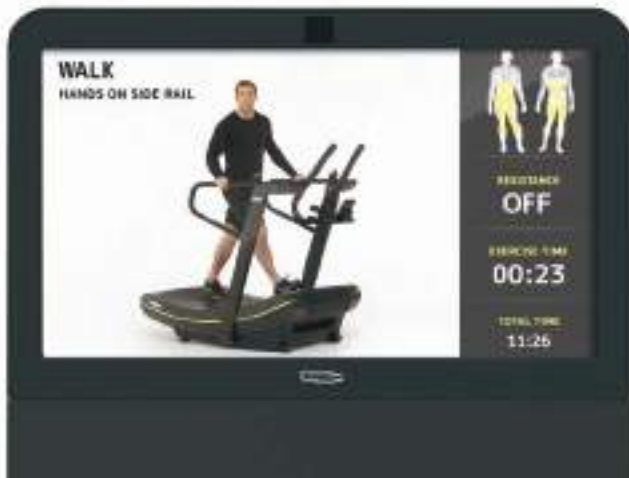 WALK
HANDS ON SIDE RAIL
RESISTANCE
OFF
EXERCISE TIME
00:23
TOTAL TIME
11:26